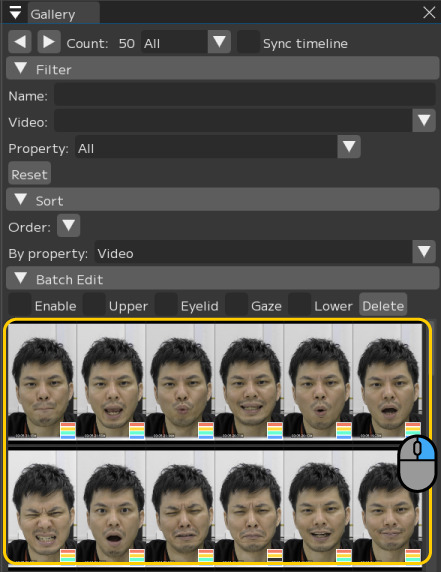 Gallery
Count: 50 All Sync timeline
Filter
Name:
Video:
Property: All
Reset
Sort
Order:
By property: Video
Batch Edit
Enable Upper Eyelid Gaze Lower Delete